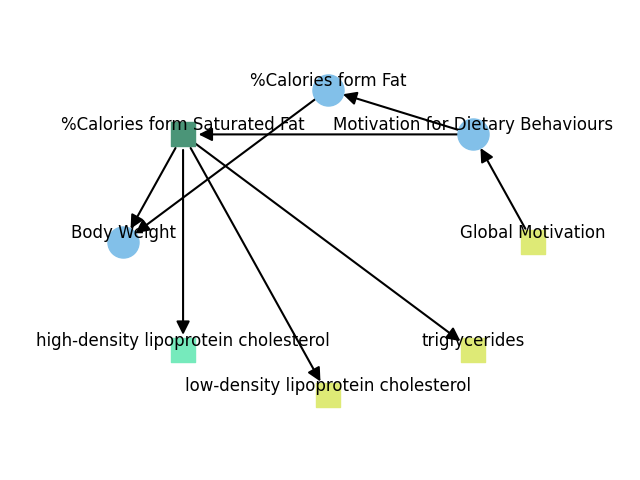 %Calories form Fat
%Calories form Saturated Fat
Motivation for Dietary Behaviours
Body Weight
Global Motivation
high-density lipoprotein cholesterol
triglycerides
low-density lipoprotein cholesterol